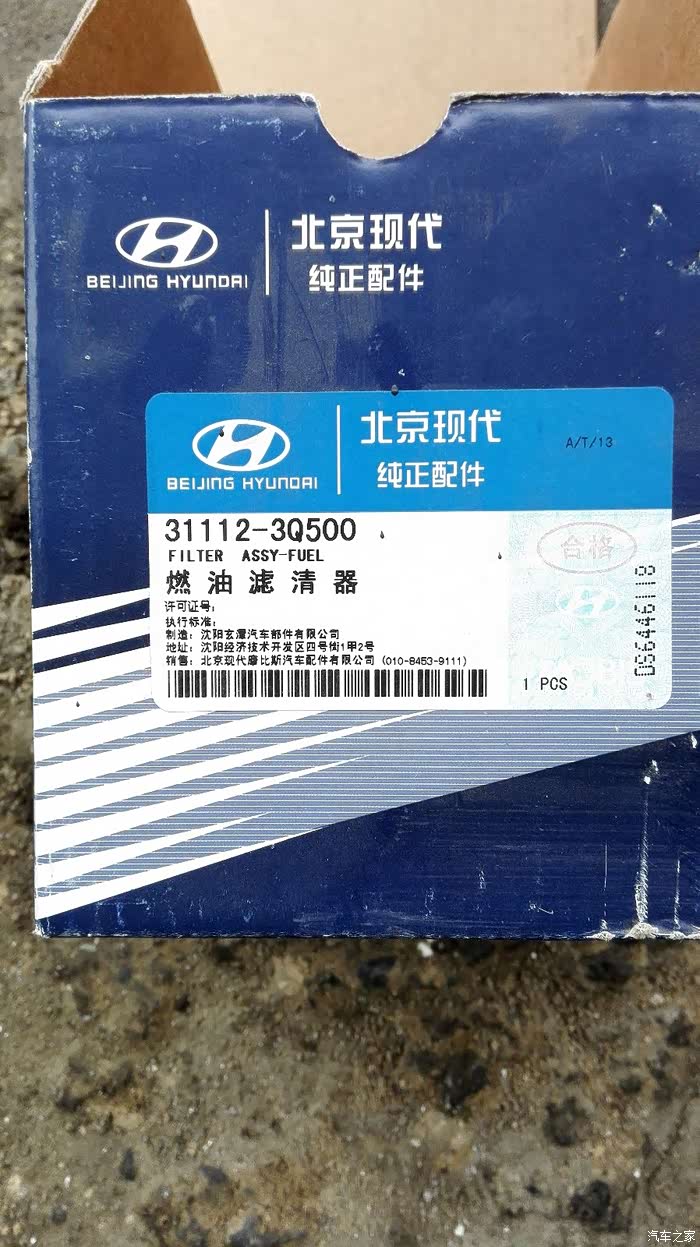 北京现代
BEIJING HYUNDAI
纯正配件
北京现代
BEIJING HYUNDAI
纯正配件
A/T/13
31112-3Q500
FILTER ASSY-FUEL
燃油滤清器
合格
许可证号:
执行标准:
制造: 沈阳玄潭汽车部件有限公司
地址: 沈阳经济技术开发区四号街1甲2号
销售: 北京现代摩比斯汽车配件有限公司 (010-8453-9111)
1 PCS
DS6446118
汽车之家